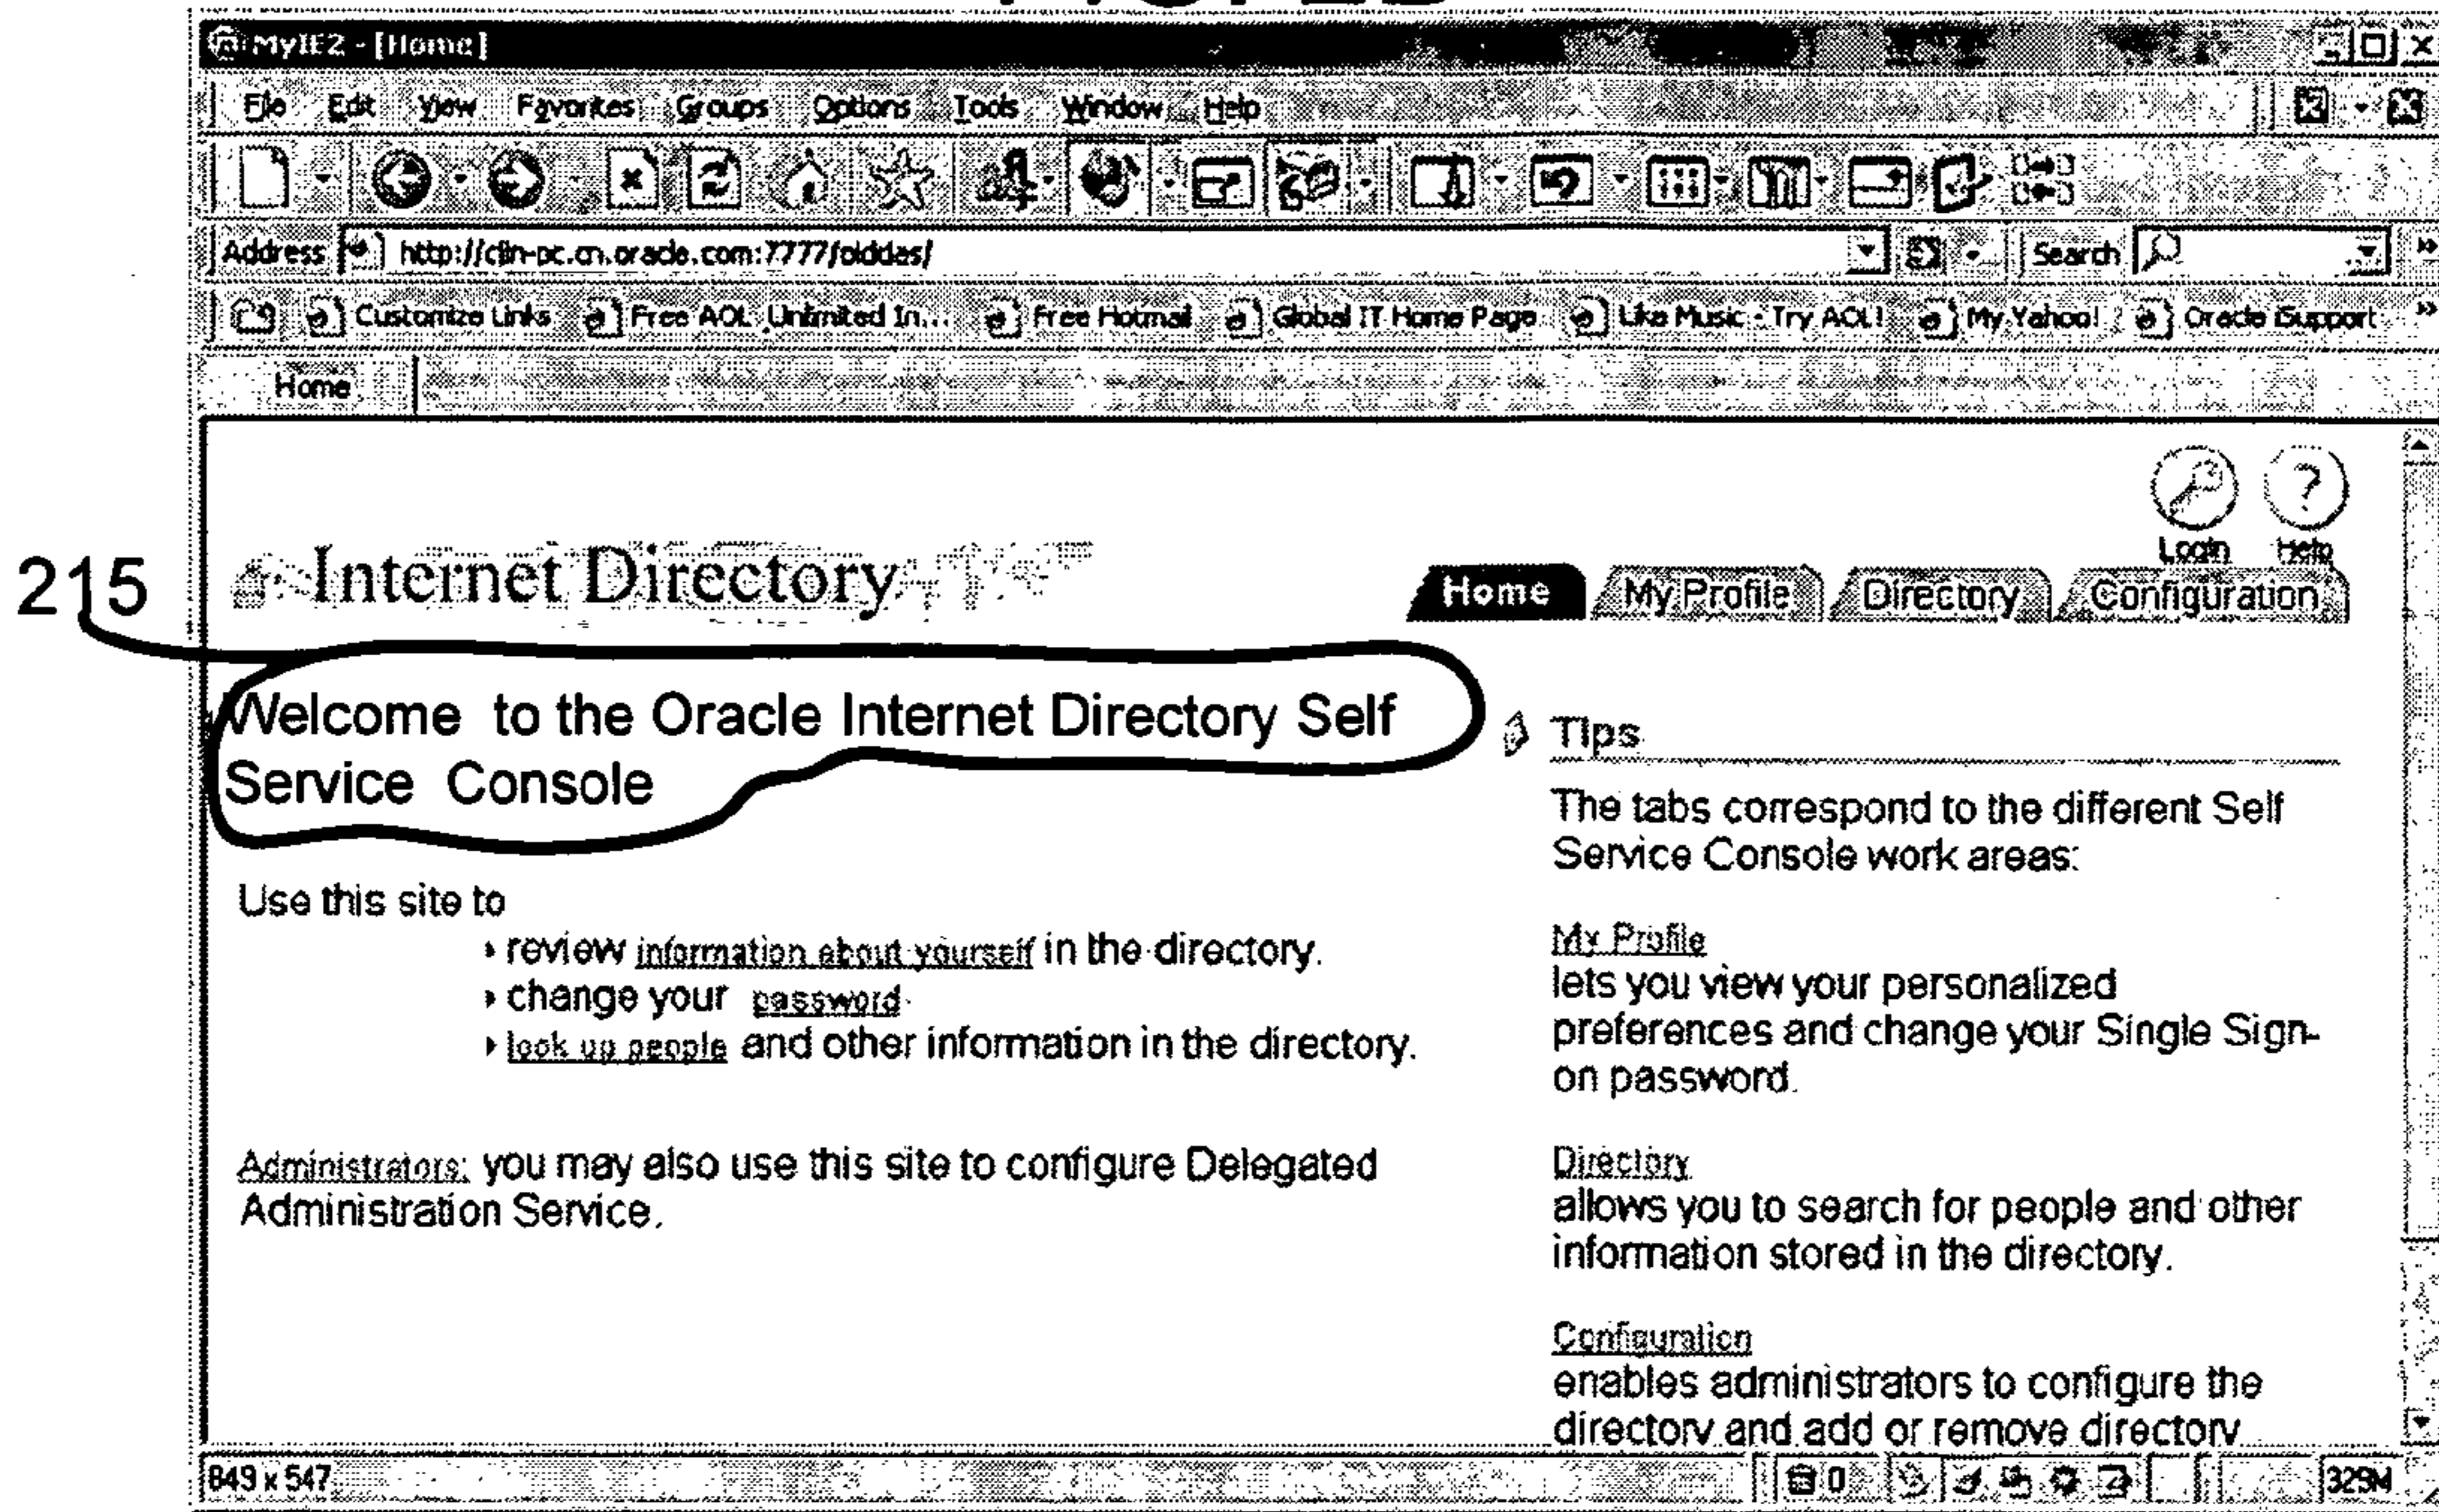 MyIE2 - [Home]
File Edit View Favorites Groups Options Tools Window Help
Address http://cjlin-pc.cn.oracle.com:7777/oiddas/ Search
Customize Links Free AOL Unlimited In... Free Hotmail Global IT Home Page Like Music - Try AOL! My Yahoo! Oracle iSupport
Home
Login Help
Internet Directory
Home My Profile Directory Configuration
215
Welcome to the Oracle Internet Directory Self
Service Console
Use this site to
review information about yourself in the directory.
change your password
look up people and other information in the directory.
Administrators: you may also use this site to configure Delegated
Administration Service.
Tips
The tabs correspond to the different Self
Service Console work areas:
My Profile
lets you view your personalized
preferences and change your Single Sign-
on password.
Directory
allows you to search for people and other
information stored in the directory.
Configuration
enables administrators to configure the
directory and add or remove directory
849 x 547 0 329M